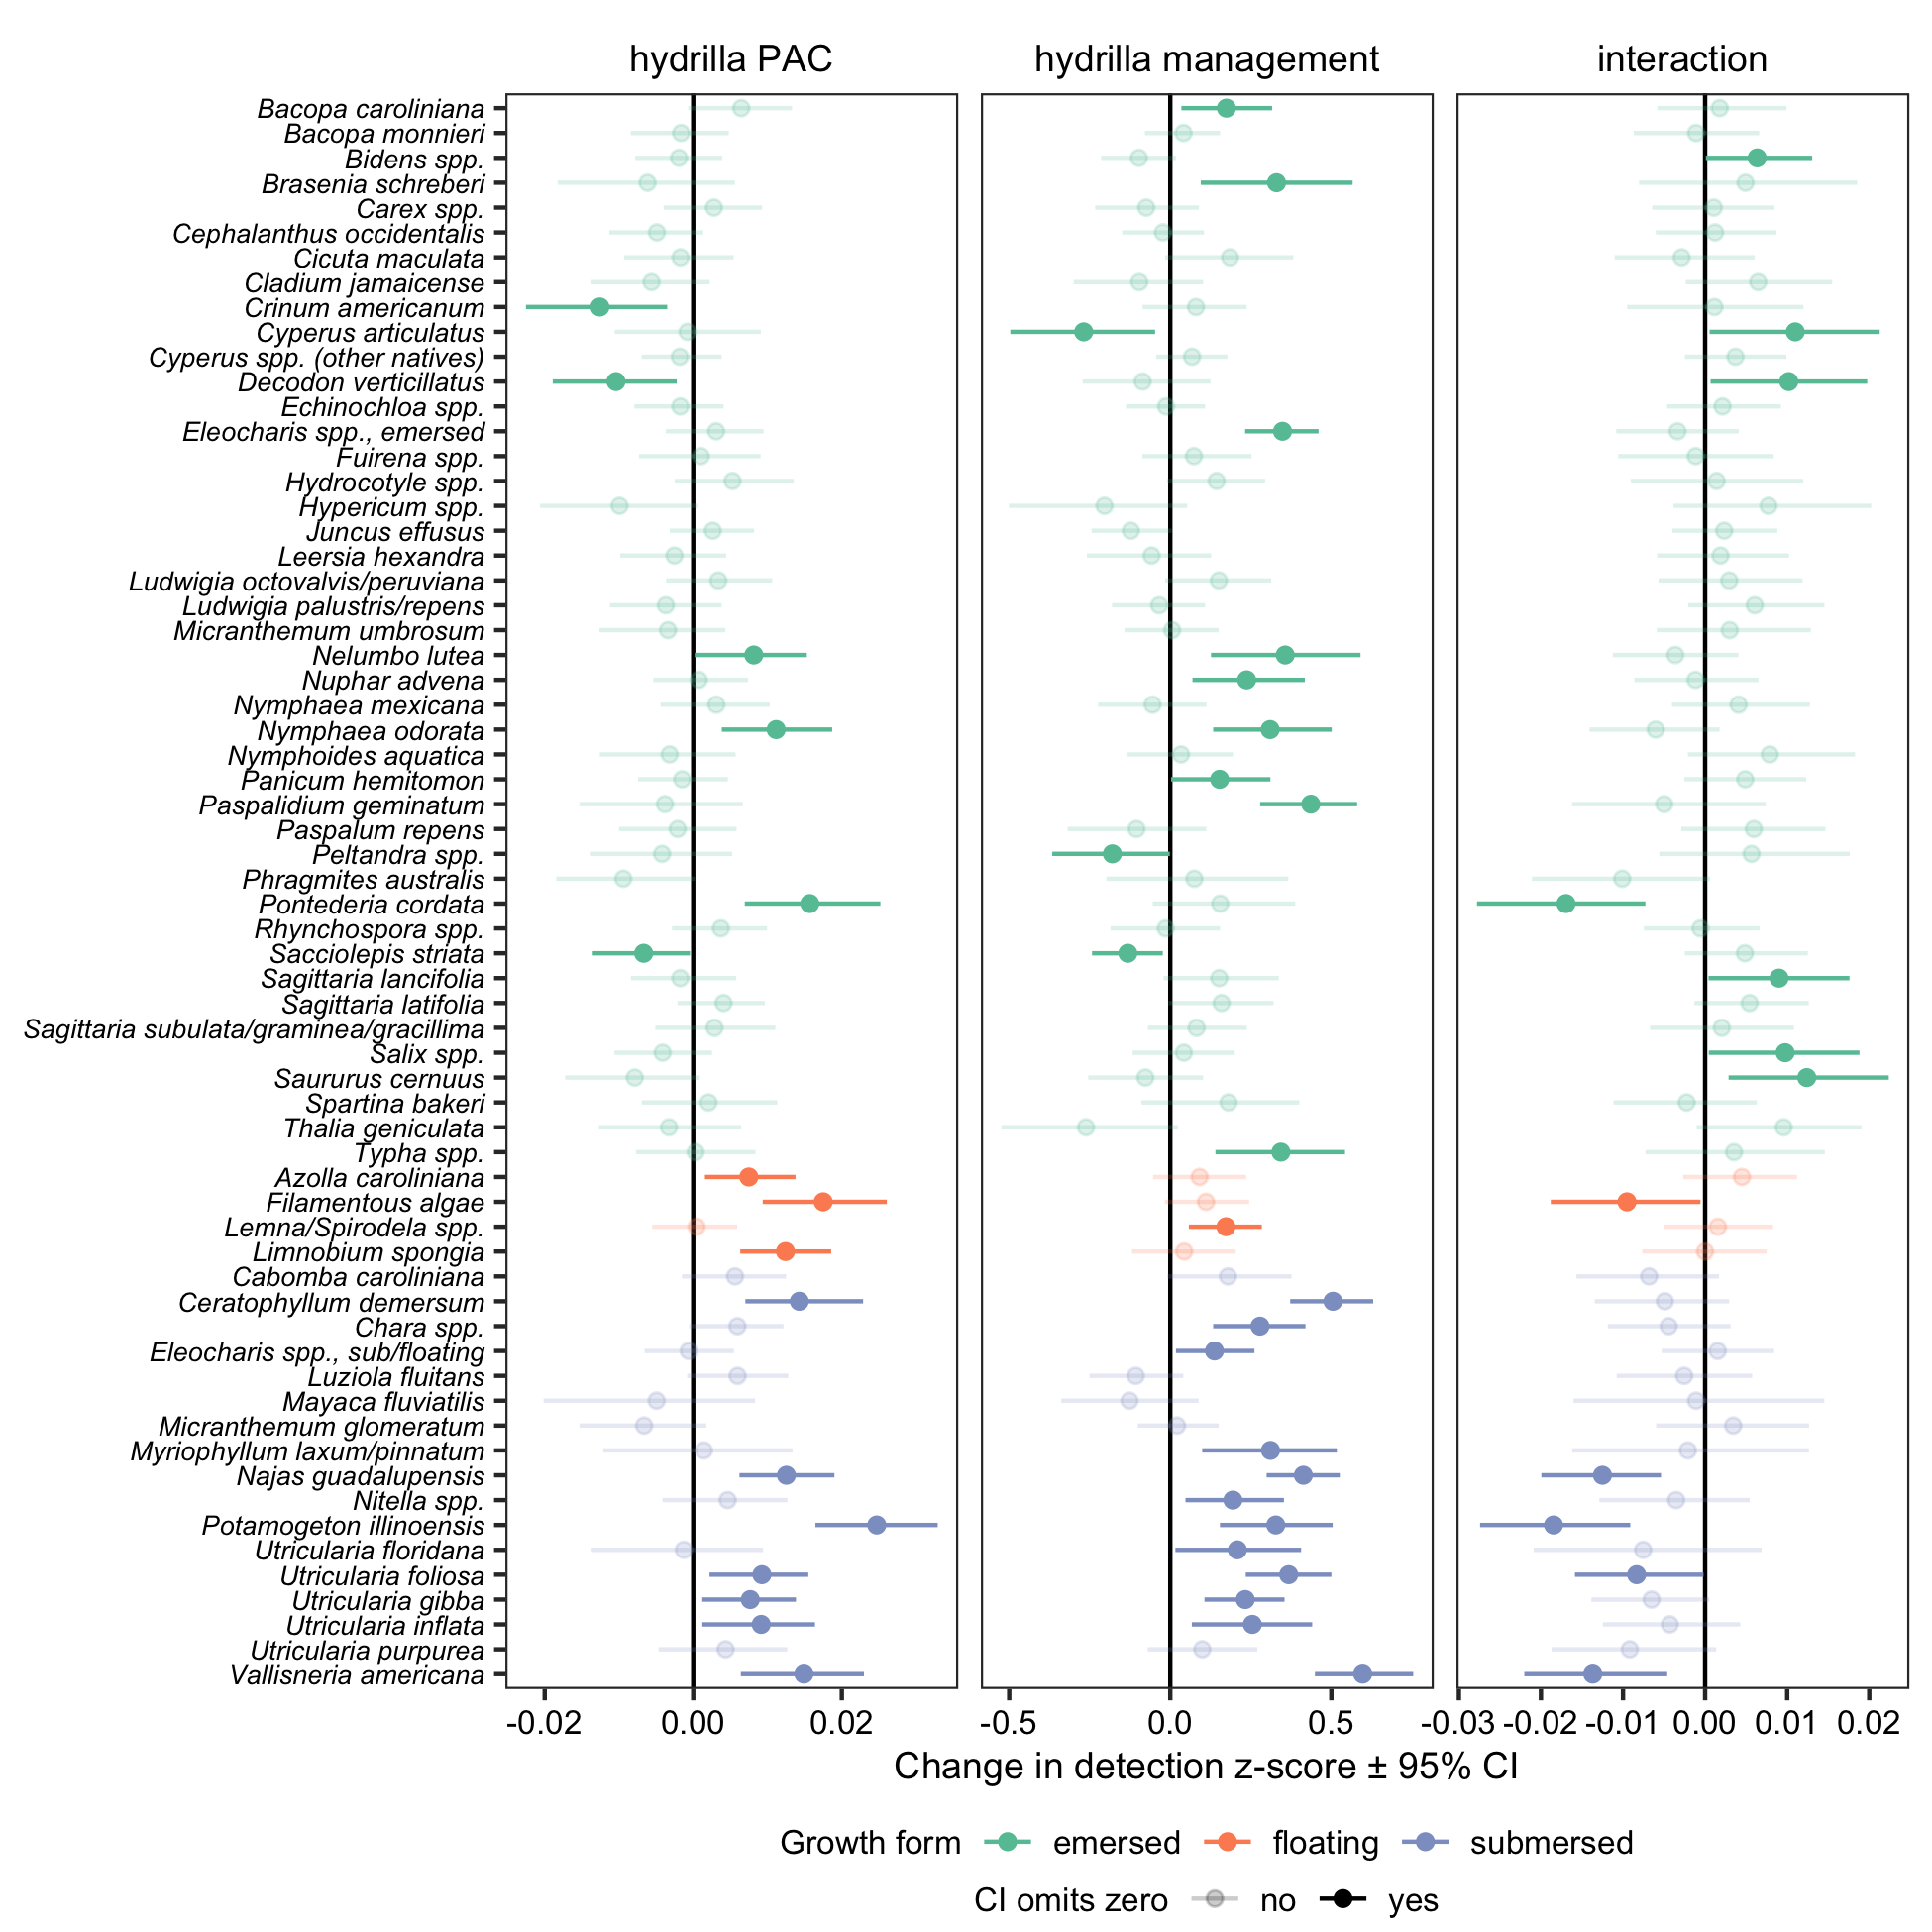 hydrilla PAC hydrilla management interaction
Bacopa caroliniana
Bacopa monnieri
Bidens spp.
Brasenia schreberi
Carex spp.
Cephalanthus occidentalis
Cicuta maculata
Cladium jamaicense
Crinum americanum
Cyperus articulatus
Cyperus spp. (other natives)
Decodon verticillatus
Echinochloa spp.
Eleocharis spp., emersed
Fuirena spp.
Hydrocotyle spp.
Hypericum spp.
Juncus effusus
Leersia hexandra
Ludwigia octovalvis/peruviana
Ludwigia palustris/repens
Micranthemum umbrosum
Nelumbo lutea
Nuphar advena
Nymphaea mexicana
Nymphaea odorata
Nymphoides aquatica
Panicum hemitomon
Paspalidium geminatum
Paspalum repens
Peltandra spp.
Phragmites australis
Pontederia cordata
Rhynchospora spp.
Sacciolepis striata
Sagittaria lancifolia
Sagittaria latifolia
Sagittaria subulata/graminea/gracillima
Salix spp.
Saururus cernuus
Spartina bakeri
Thalia geniculata
Typha spp.
Azolla caroliniana
Filamentous algae
Lemna/Spirodela spp.
Limnobium spongia
Cabomba caroliniana
Ceratophyllum demersum
Chara spp.
Eleocharis spp., sub/floating
Luziola fluitans
Mayaca fluviatilis
Micranthemum glomeratum
Myriophyllum laxum/pinnatum
Najas guadalupensis
Nitella spp.
Potamogeton illinoensis
Utricularia floridana
Utricularia foliosa
Utricularia gibba
Utricularia inflata
Utricularia purpurea
Vallisneria americana
-0.02 0.00 0.02 -0.5 0.0 0.5 -0.03 -0.02 -0.01 0.00 0.01 0.02
Change in detection z-score ± 95% CI
Growth form emersed floating submersed
CI omits zero no yes